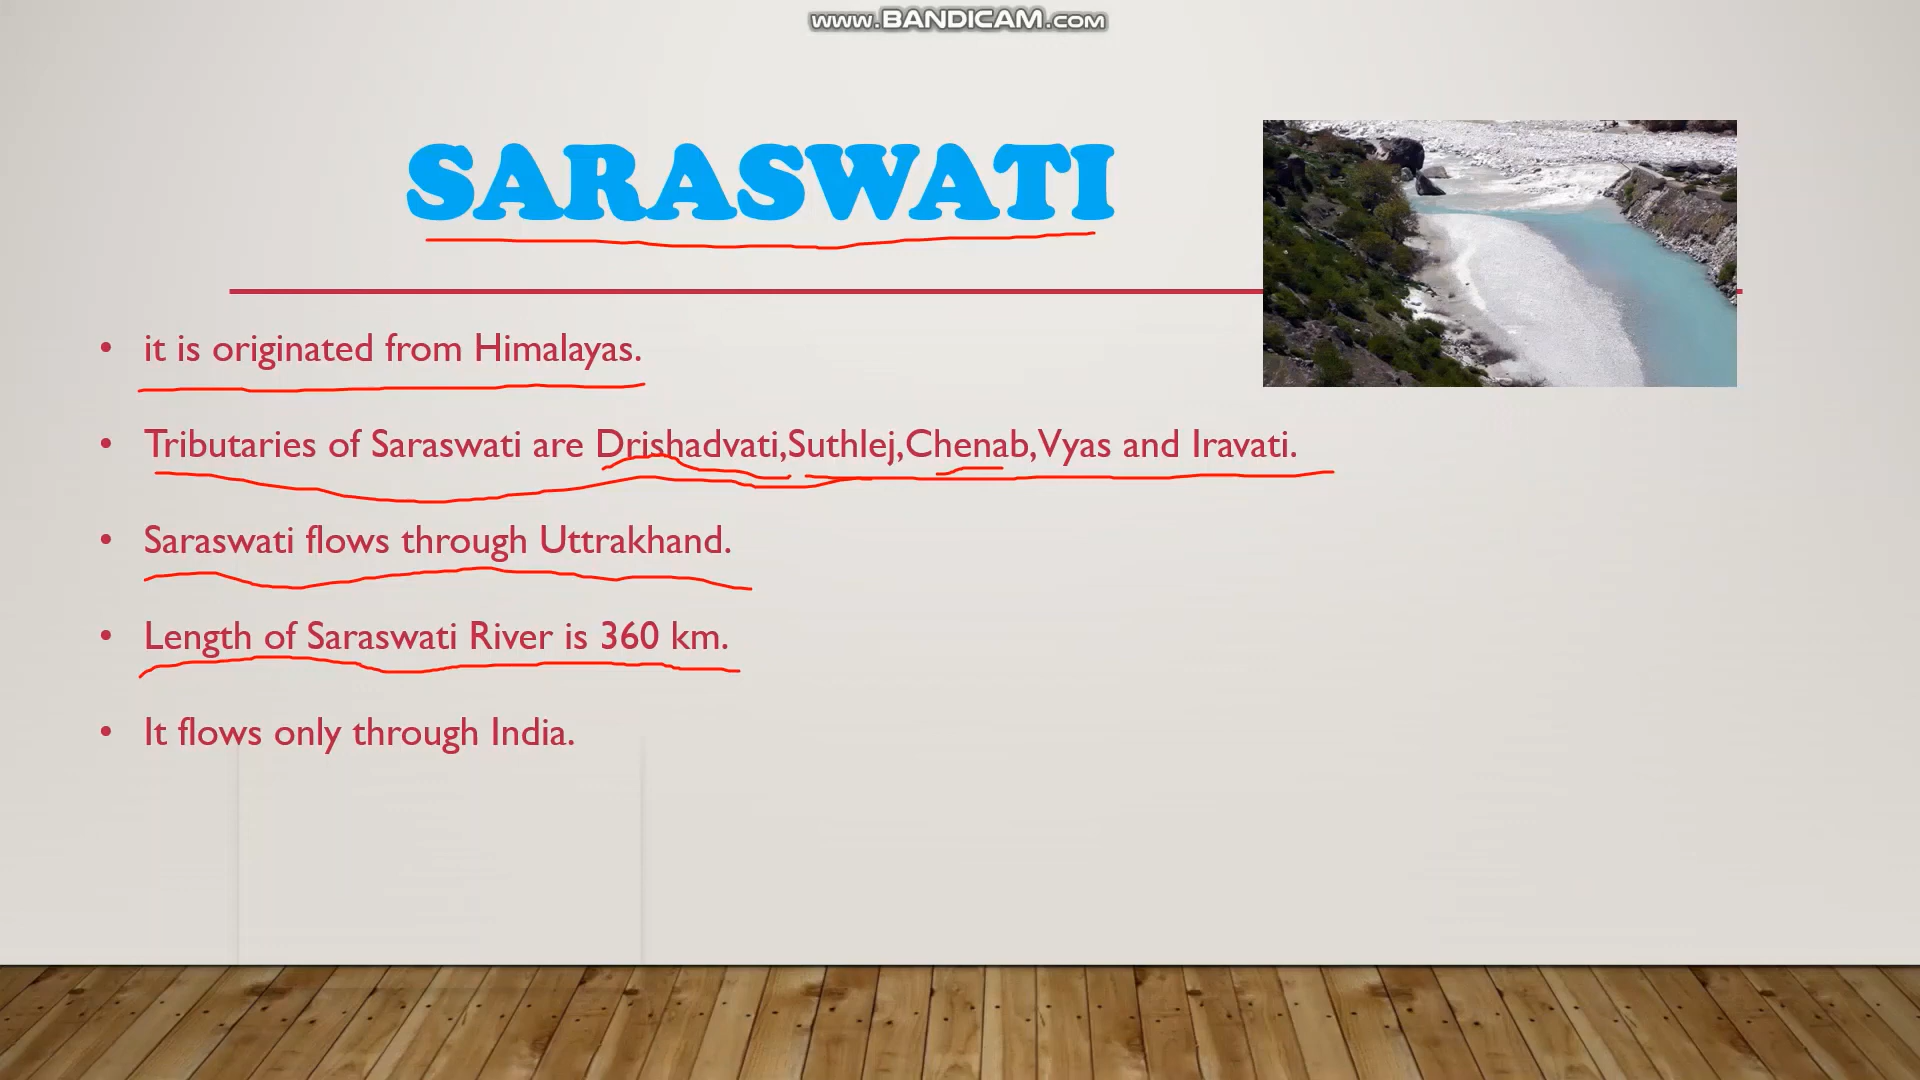 www.BANDICAM.com
SARASWATI
• it is originated from Himalayas.
• Tributaries of Saraswati are Drishadvati,Suthlej,Chenab,Vyas and Iravati.
• Saraswati flows through Uttrakhand.
• Length of Saraswati River is 360 km.
• It flows only through India.